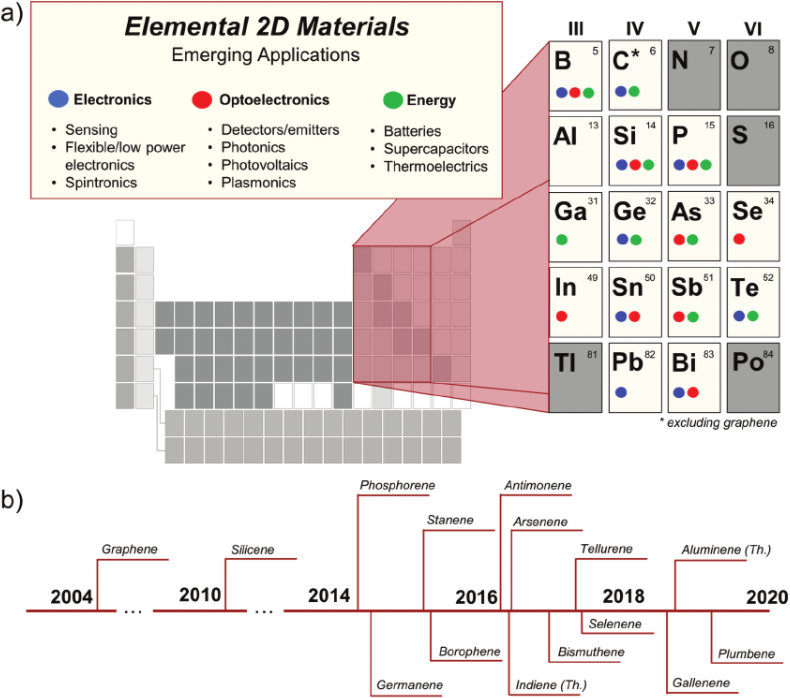 a)
Elemental 2D Materials
Emerging Applications
Electronics
• Sensing
• Flexible/low power
electronics
• Spintronics
Optoelectronics
• Detectors/emitters
• Photonics
• Photovoltaics
• Plasmonics
Energy
• Batteries
• Supercapacitors
• Thermoelectrics
III IV V VI
B 5 C* 6 N 7 O 8
Al 13 Si 14 P 15 S 16
Ga 31 Ge 32 As 33 Se 34
In 49 Sn 50 Sb 51 Te 52
Tl 81 Pb 82 Bi 83 Po 84
* excluding graphene
b)
Phosphorene Antimonene
Stanene Arsenene
Graphene Silicene Tellurene Aluminene (Th.)
2004 ... 2010 ... 2014 2016 2018 2020
Selenene
Borophene Bismuthene Plumbene
Germanene Indiene (Th.) Gallenene